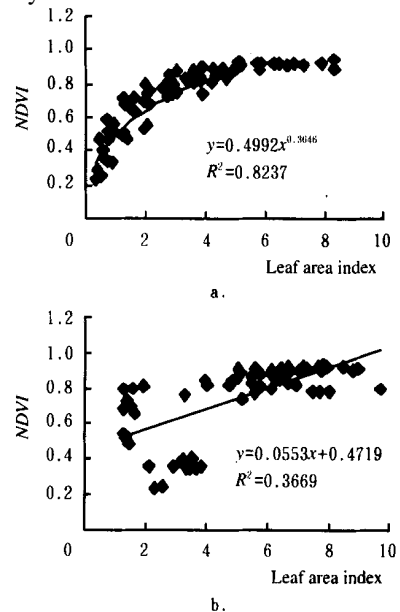 1.2
1.0
0.8
0.6
0.4
0.2
NDVI
y=0.4992x^0.3646
R²=0.8237
0 2 4 6 8 10
Leaf area index
a.
1.2
1.0
0.8
0.6
0.4
0.2
NDVI
y=0.0553x+0.4719
R²=0.3669
0 2 4 6 8 10
Leaf area index
b.